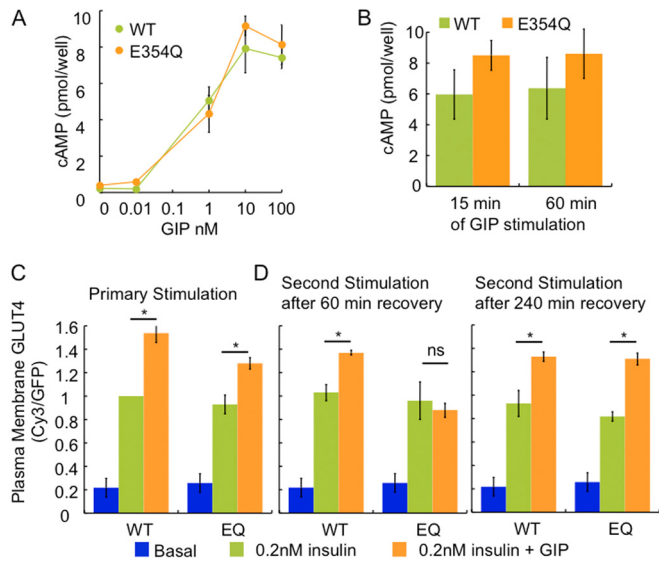 A
WT
E354Q
cAMP (pmol/well)
10
8
6
4
2
0
0 0.01 0.1 1 10 100
GIP nM
B
WT E354Q
cAMP (pmol/well)
10
8
6
4
2
0
15 min 60 min
of GIP stimulation
C
Primary Stimulation
D
Second Stimulation
after 60 min recovery
Second Stimulation
after 240 min recovery
Plasma Membrane GLUT4
(Cy3/GFP)
1.6
1.4
1.2
1
0.8
0.6
0.4
0.2
0
* *
* ns
* *
WT EQ WT EQ WT EQ
Basal 0.2nM insulin 0.2nM insulin + GIP